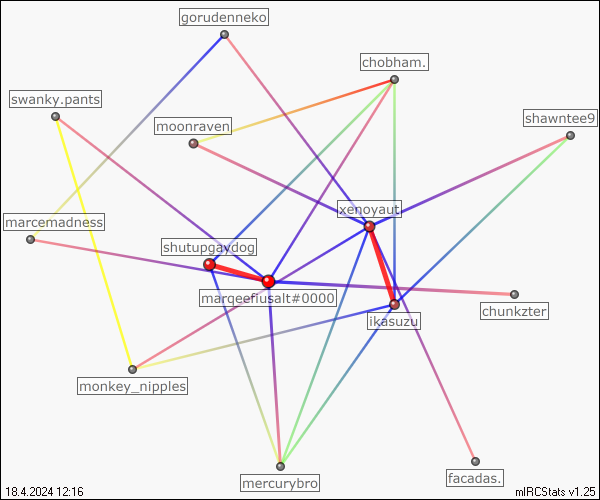 gorudenneko
chobham.
swanky.pants
shawntee9
moonraven
xenoyaut
marcemadness
shutupgaydog
marqeeflusalt#0000
chunkzter
ikasuzu
monkey_nipples
mercurybro
facadas.
18.4.2024 12:16
mIRCStats v1.25